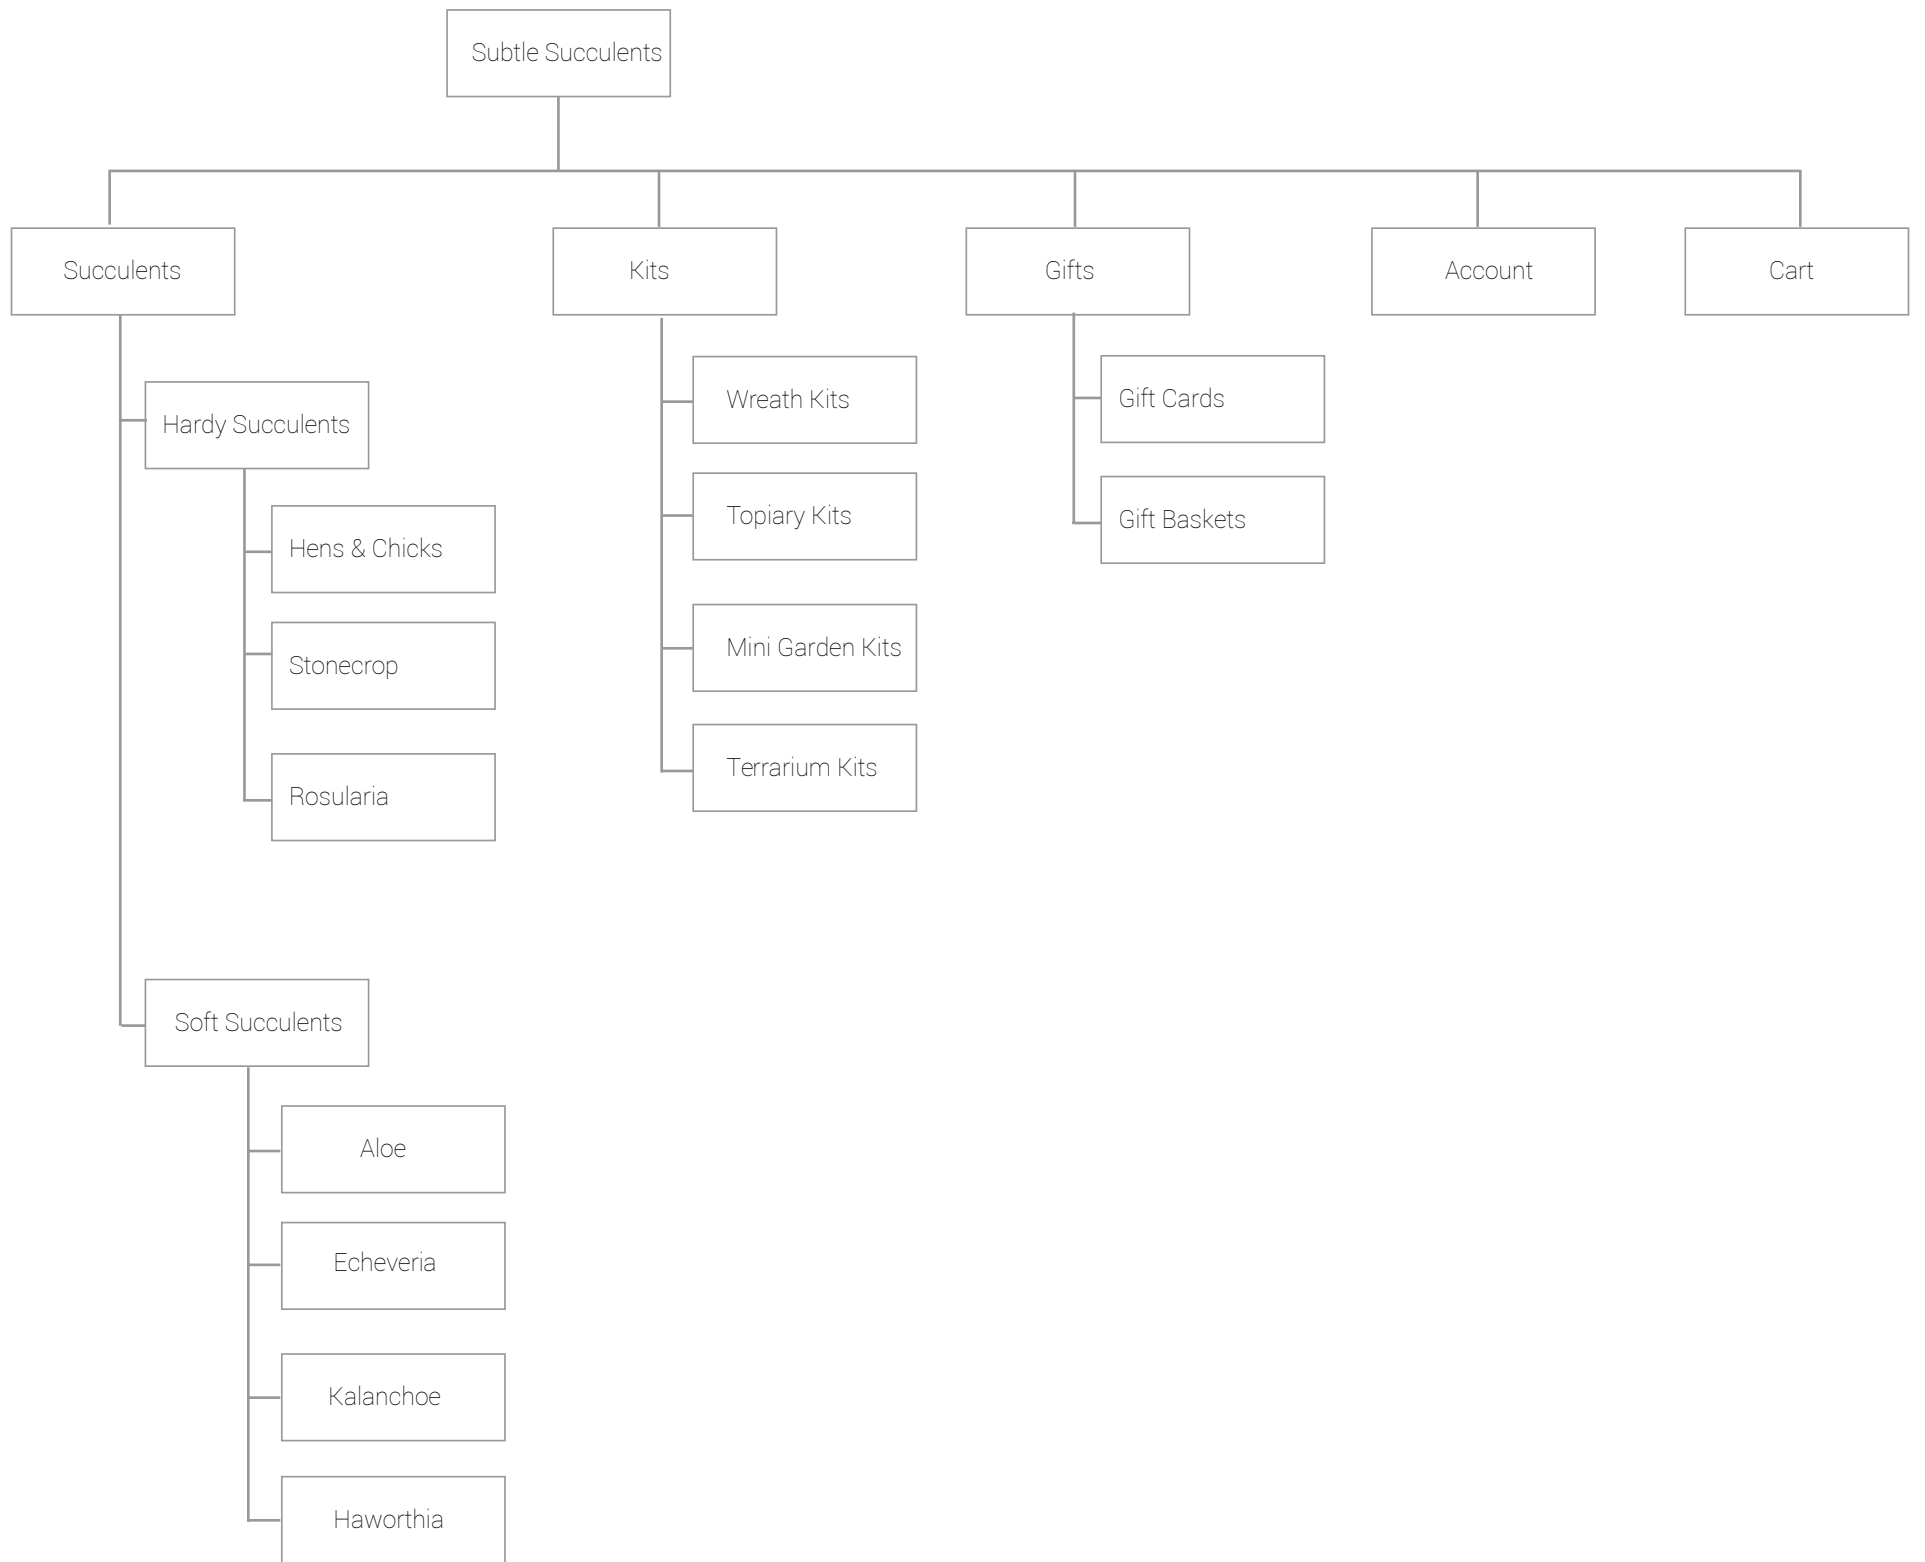 Subtle Succulents
Succulents
Kits
Gifts
Account
Cart
Hardy Succulents
Hens & Chicks
Stonecrop
Rosularia
Soft Succulents
Aloe
Echeveria
Kalanchoe
Haworthia
Wreath Kits
Topiary Kits
Mini Garden Kits
Terrarium Kits
Gift Cards
Gift Baskets